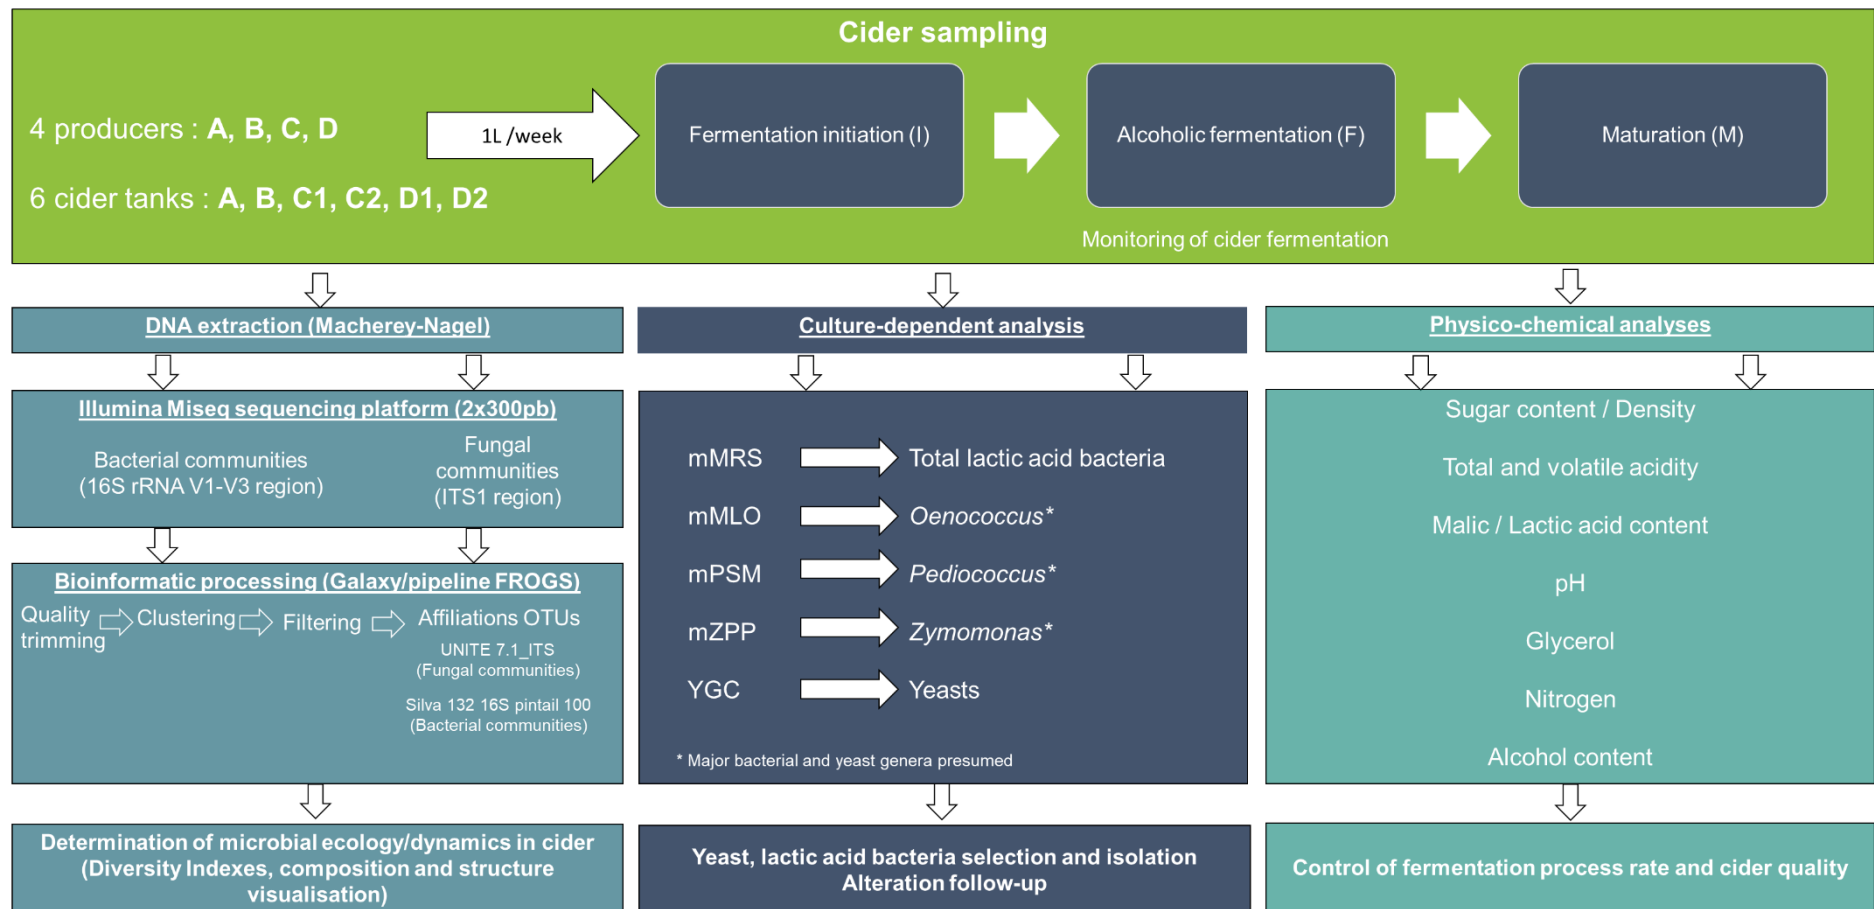 Cider sampling
4 producers : A, B, C, D
6 cider tanks : A, B, C1, C2, D1, D2
1L /week
Fermentation initiation (I)
Alcoholic fermentation (F)
Maturation (M)
Monitoring of cider fermentation
DNA extraction (Macherey-Nagel)
Illumina Miseq sequencing platform (2x300pb)
Bacterial communities
(16S rRNA V1-V3 region)
Fungal
communities
(ITS1 region)
Bioinformatic processing (Galaxy/pipeline FROGS)
Quality
trimming
Clustering
Filtering
Affiliations OTUs
UNITE 7.1_ITS
(Fungal communities)
Silva 132 16S pintail 100
(Bacterial communities)
Determination of microbial ecology/dynamics in cider
(Diversity Indexes, composition and structure
visualisation)
Culture-dependent analysis
mMRS
Total lactic acid bacteria
mMLO
Oenococcus*
mPSM
Pediococcus*
mZPP
Zymomonas*
YGC
Yeasts
* Major bacterial and yeast genera presumed
Yeast, lactic acid bacteria selection and isolation
Alteration follow-up
Physico-chemical analyses
Sugar content / Density
Total and volatile acidity
Malic / Lactic acid content
pH
Glycerol
Nitrogen
Alcohol content
Control of fermentation process rate and cider quality